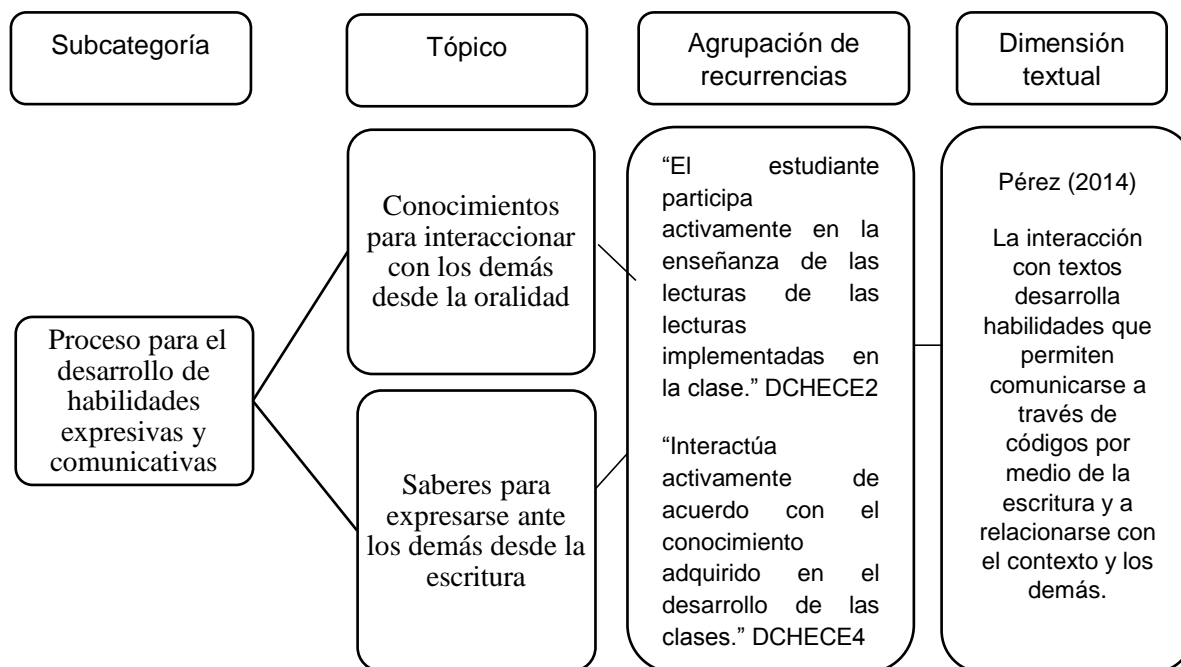 Subcategoría
Tópico
Agrupación de
recurrencias
Dimensión
textual
Proceso para el
desarrollo de
habilidades
expresivas y
comunicativas
Conocimientos
para interaccionar
con los demás
desde la oralidad
Saberes para
expresarse ante
los demás desde la
escritura
“El estudiante
participa
activamente en la
enseñanza de las
lecturas de las
lecturas
implementadas en
la clase.” DCHECE2
“Interactúa
activamente de
acuerdo con el
conocimiento
adquirido en el
desarrollo de las
clases.” DCHECE4
Pérez (2014)
La interacción
con textos
desarrolla
habilidades que
permiten
comunicarse a
través de
códigos por
medio de la
escritura y a
relacionarse con
el contexto y los
demás.